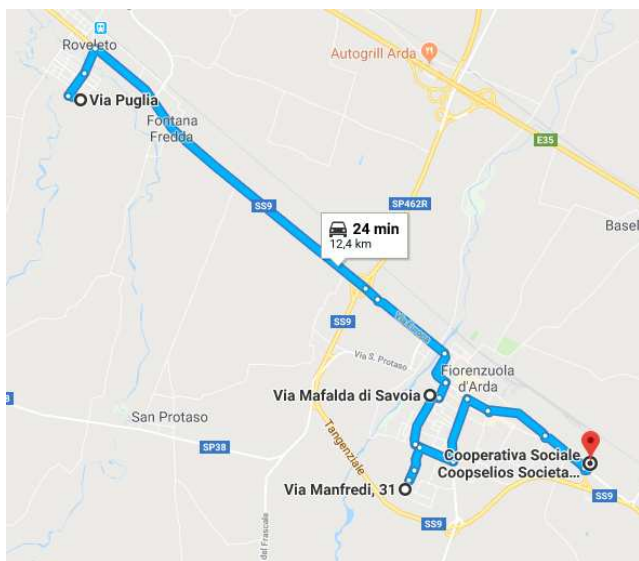 Roveleto
Autogrill Arda
Via Puglia
Fontana
Fredda
E35
SS9
SP462R
24 min
12,4 km
Basel
SS9
Via S. Protaso
Via Mafalda di Savoia
Fiorenzuola
d'Arda
San Protaso
SP38
Tangenziale
Cooperativa Sociale
Coopselios Societa...
Via Manfredi, 31
SS9
SS9
del Frascale